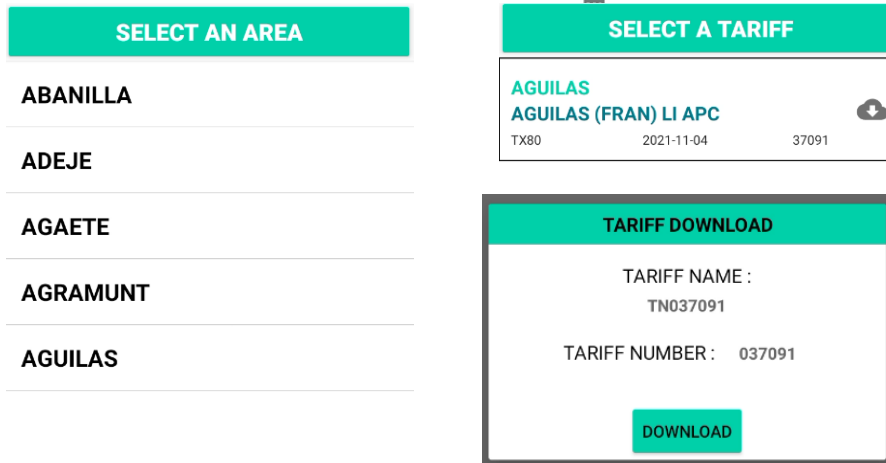 SELECT AN AREA
ABANILLA
ADEJE
AGAETE
AGRAMUNT
AGUILAS
SELECT A TARIFF
AGUILAS
AGUILAS (FRAN) LI APC
TX80 2021-11-04 37091
TARIFF DOWNLOAD
TARIFF NAME :
TN037091
TARIFF NUMBER : 037091
DOWNLOAD